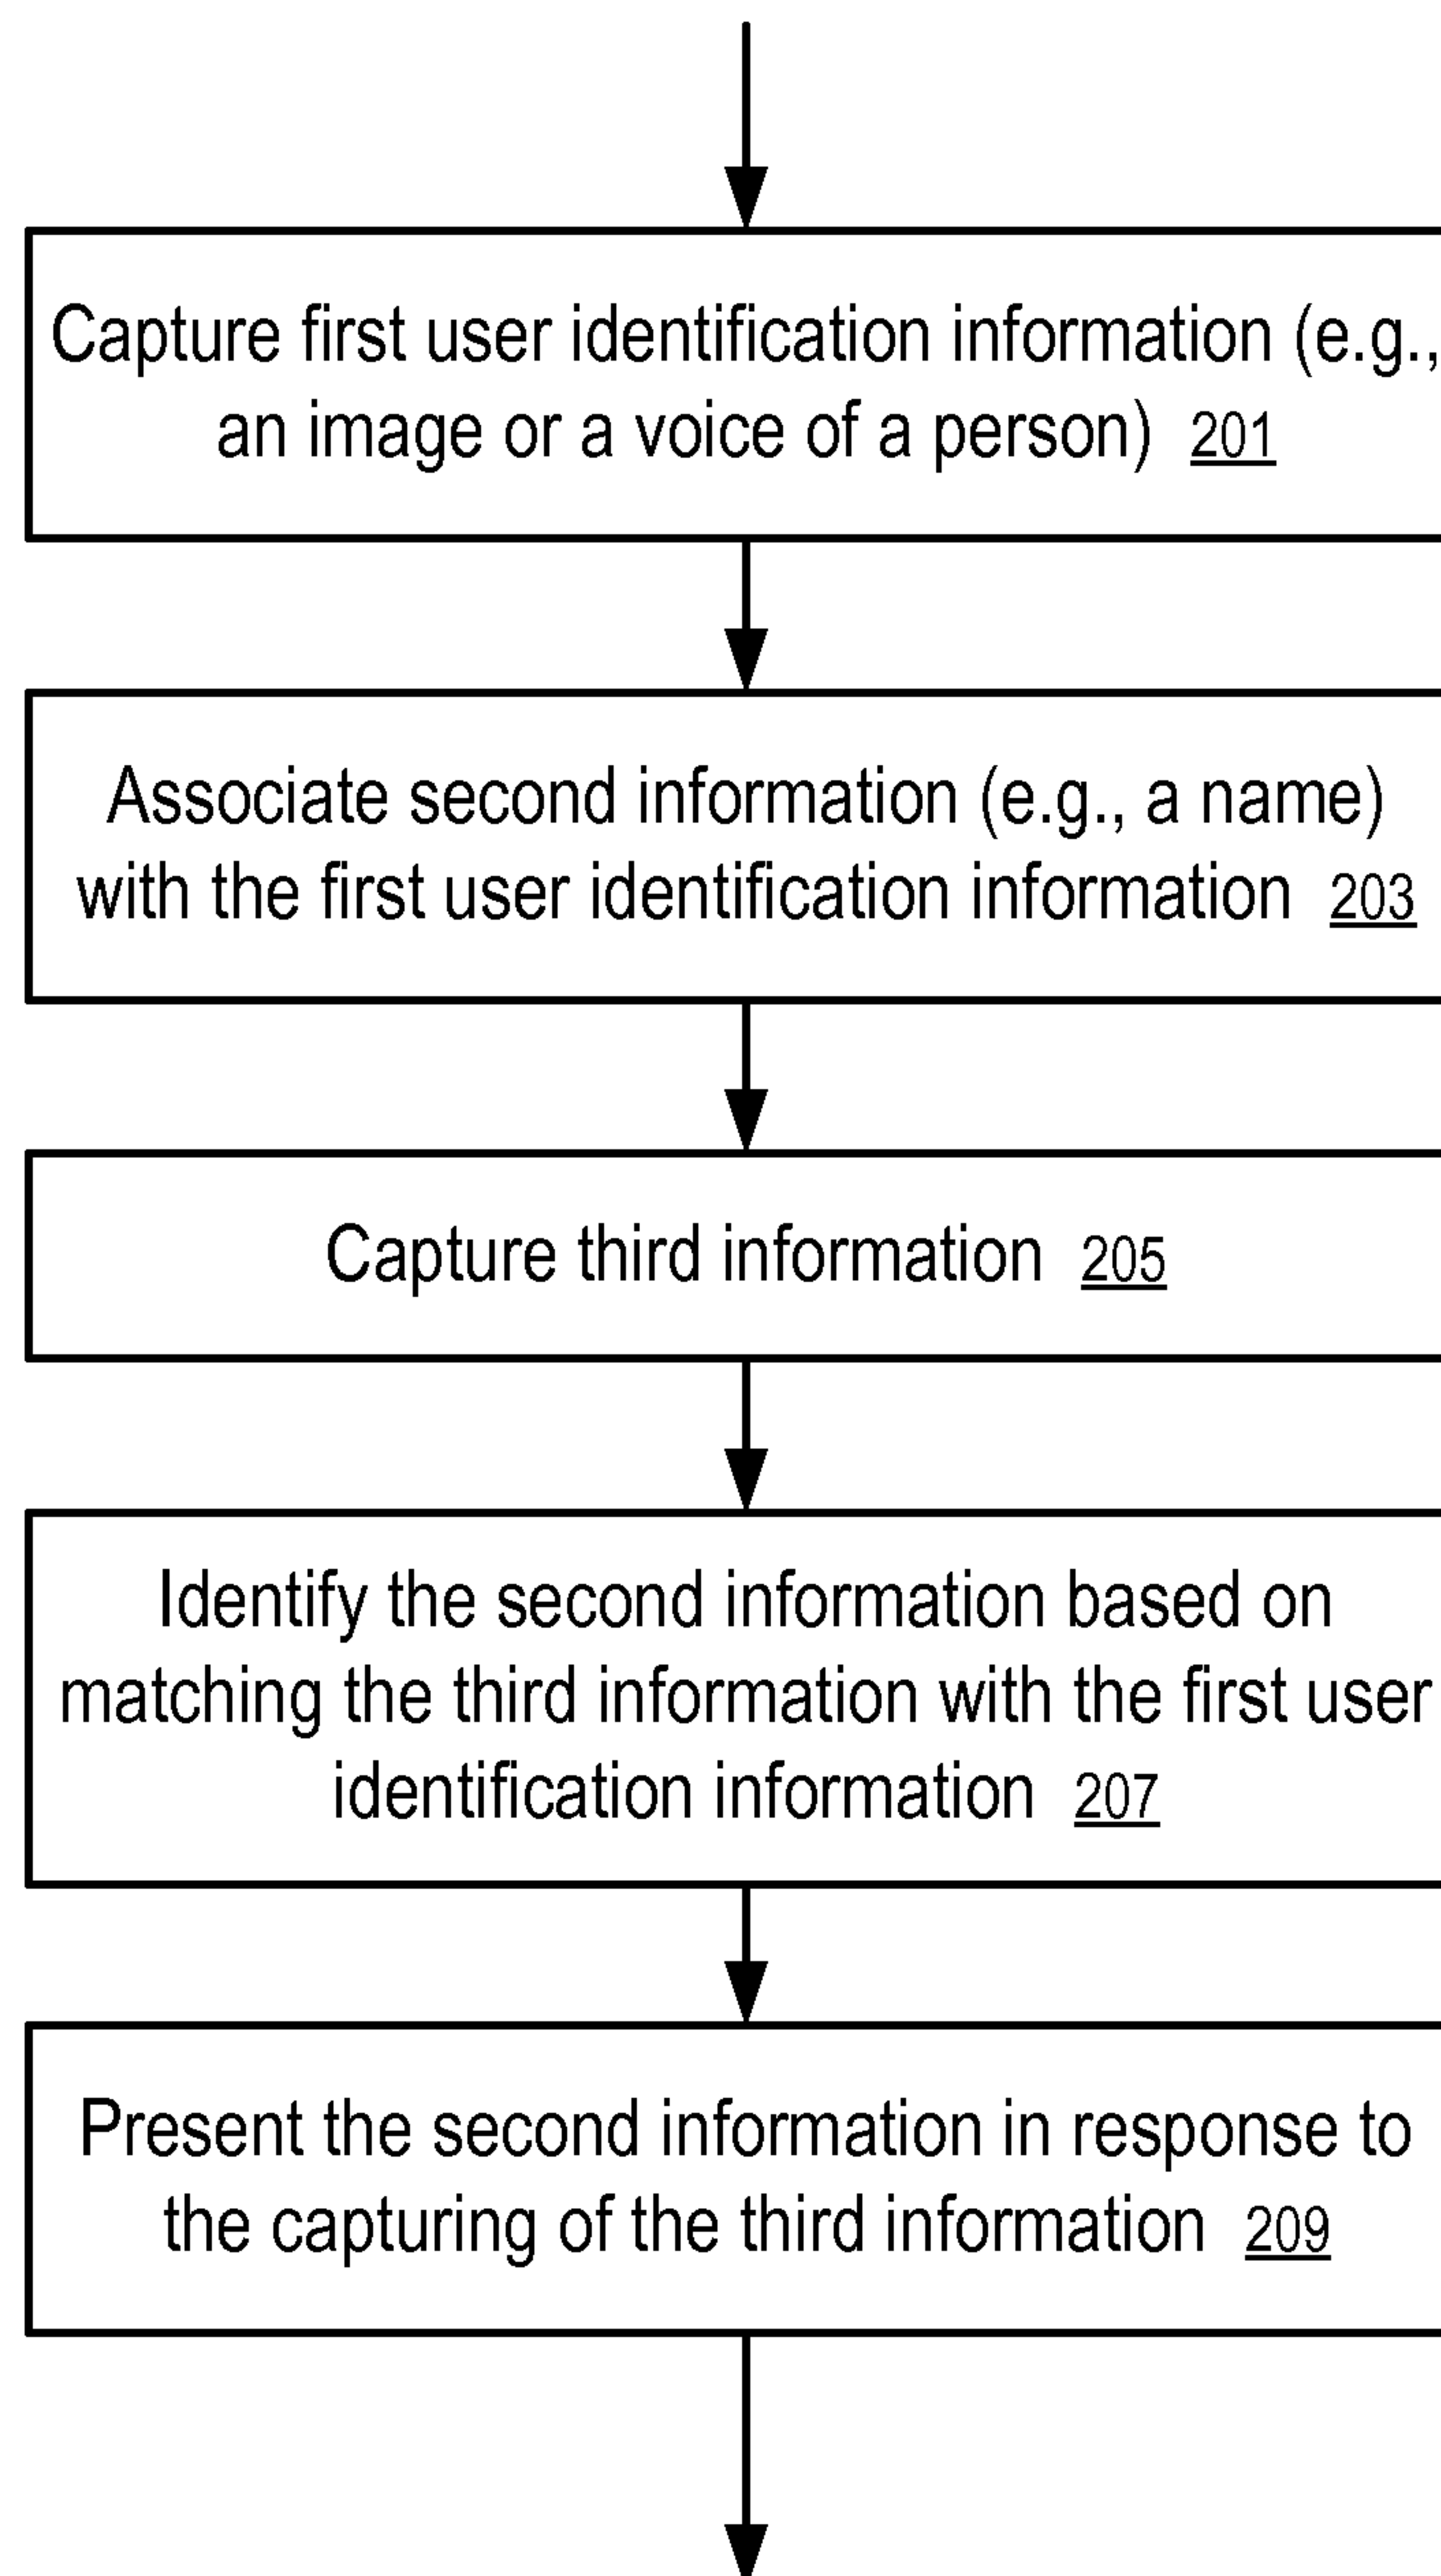 Capture first user identification information (e.g.,
an image or a voice of a person) 201
Associate second information (e.g., a name)
with the first user identification information 203
Capture third information 205
Identify the second information based on
matching the third information with the first user
identification information 207
Present the second information in response to
the capturing of the third information 209